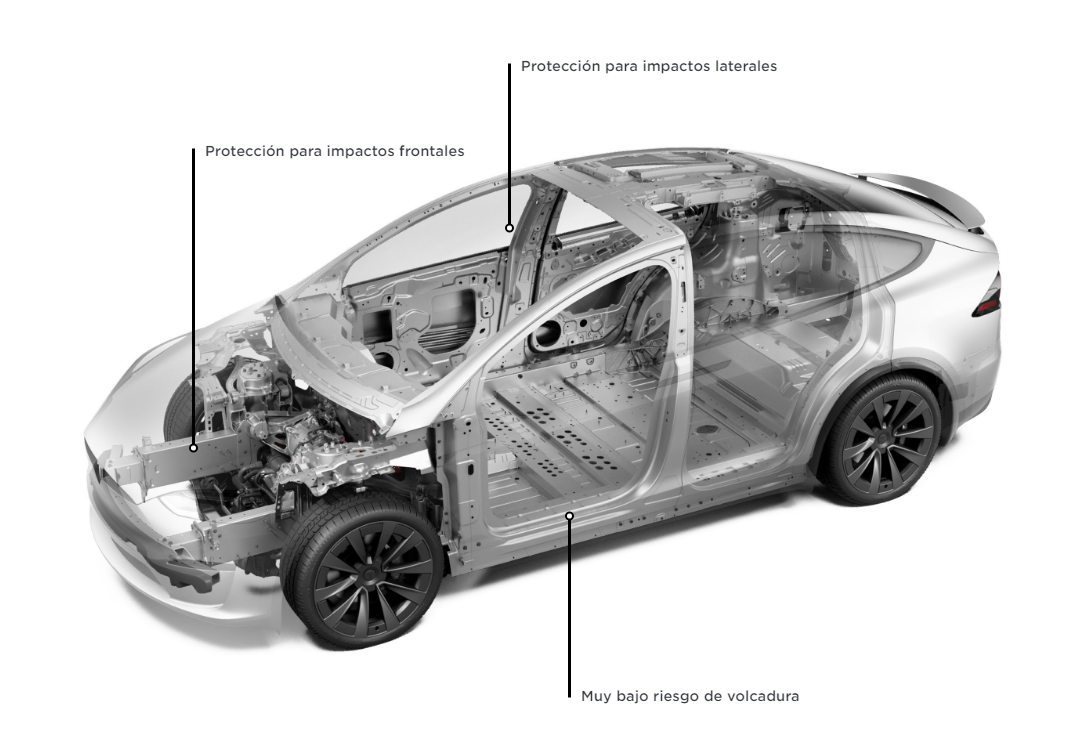 Protección para impactos laterales
Protección para impactos frontales
Muy bajo riesgo de volcadura